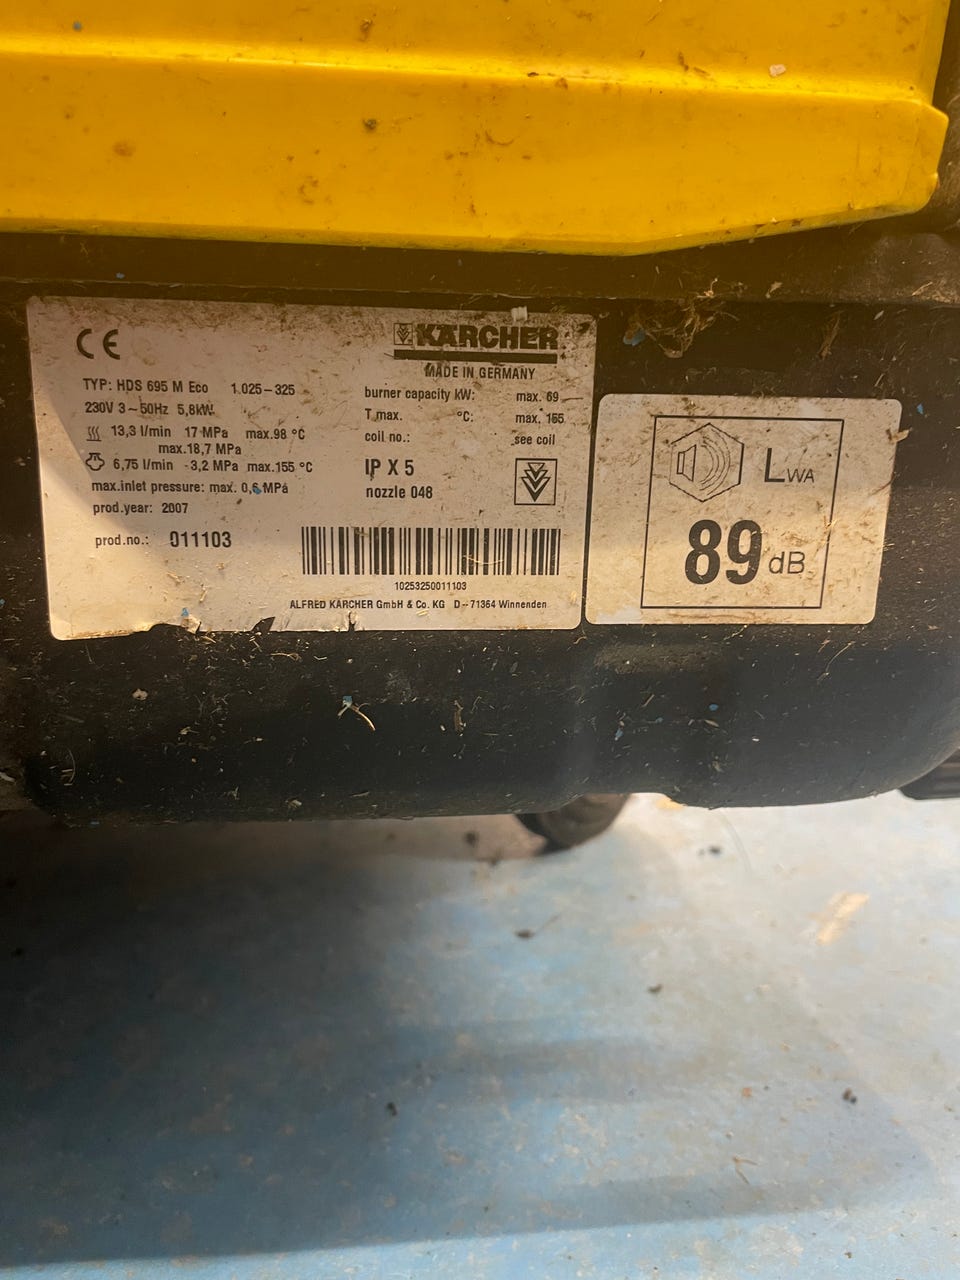 CE
KARCHER
MADE IN GERMANY
TYP: HDS 695 M Eco 1.025-325
230V 3~50Hz 5,8kW
13,3 l/min 17 MPa max.98 °C
max.18,7 MPa
6,75 l/min -3,2 MPa max.155 °C
max.inlet pressure: max. 0,6 MPa
prod.year: 2007
prod.no.: 011103
burner capacity kW: max. 69
T max. °C: max. 155
coil no.: see coil
IP X 5
nozzle 048
10253250011103
ALFRED KÄRCHER GmbH & Co. KG D-71364 Winnenden
LWA
89 dB